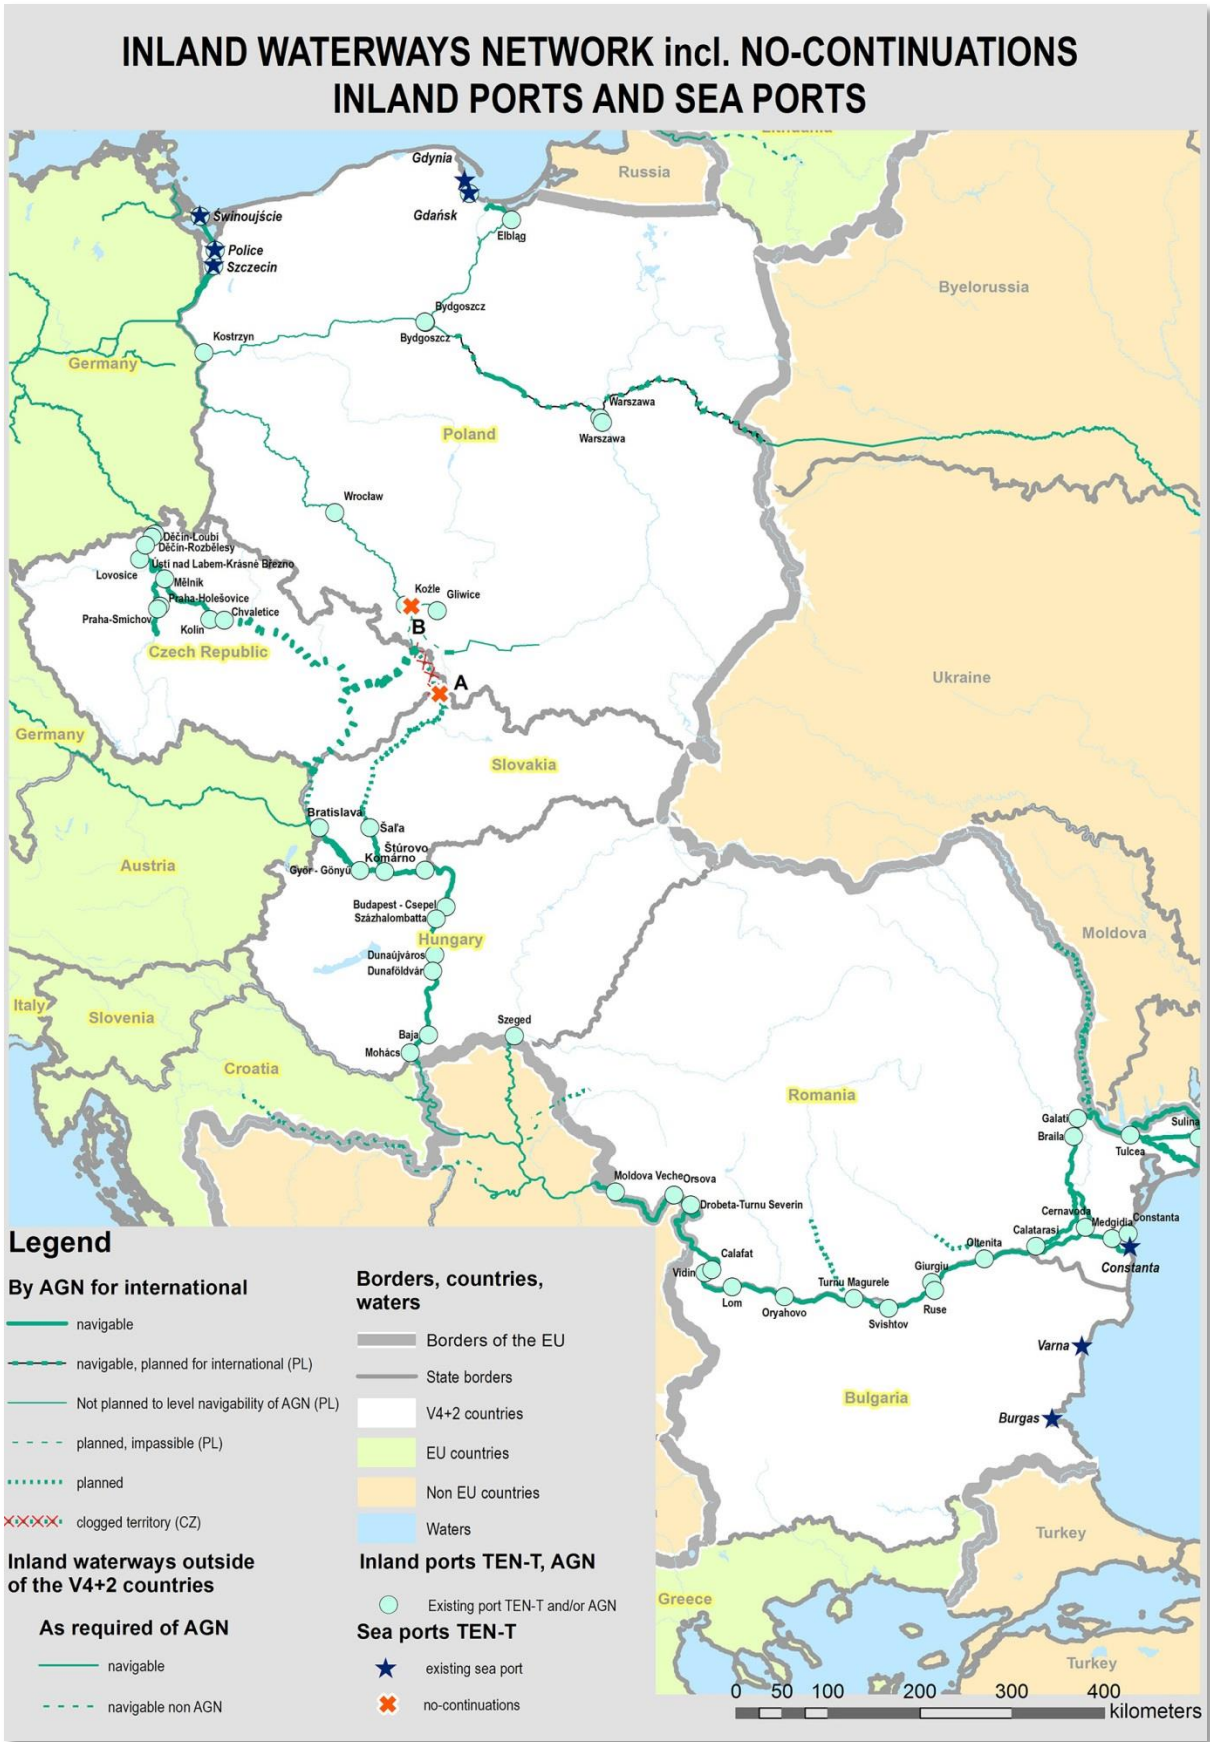 INLAND WATERWAYS NETWORK incl. NO-CONTINUATIONS
INLAND PORTS AND SEA PORTS
Lithuania
Gdynia
Russia
Świnoujście
Gdańsk
Elbląg
Police
Szczecin
Byelorussia
Bydgoszcz
Kostrzyn
Bydgoszcz
Germany
Warszawa
Poland
Warszawa
Wrocław
Děčín-Loubi
Děčín-Rozbělesy
Ústí nad Labem-Krásné Březno
Lovosice
Mělník
Koźle
Gliwice
Praha-Holešovice
Praha-Smíchov
Chvaletice
Kolín
B
Czech Republic
A
Ukraine
Germany
Slovakia
Bratislava
Šaľa
Štúrovo
Komárno
Austria
Győr - Gönyű
Budapest - Csepel
Százhalombatta
Hungary
Moldova
Dunaújváros
Dunaföldvár
Italy
Slovenia
Szeged
Baja
Mohács
Croatia
Romania
Galati
Sulina
Braila
Tulcea
Moldova Veche
Orsova
Drobeta-Turnu Severin
Cernavoda
Medgidia
Constanta
Calatarasi
Oltenita
Calafat
Constanta
Vidin
Giurgiu
Turnu Magurele
Lom
Oryahovo
Ruse
Svishtov
Varna
Bulgaria
Burgas
Turkey
Greece
Turkey
Legend
By AGN for international
navigable
navigable, planned for international (PL)
Not planned to level navigability of AGN (PL)
planned, impassible (PL)
planned
clogged territory (CZ)
Inland waterways outside
of the V4+2 countries
As required of AGN
navigable
navigable non AGN
Borders, countries,
waters
Borders of the EU
State borders
V4+2 countries
EU countries
Non EU countries
Waters
Inland ports TEN-T, AGN
Existing port TEN-T and/or AGN
Sea ports TEN-T
existing sea port
no-continuations
0 50 100 200 300 400
kilometers